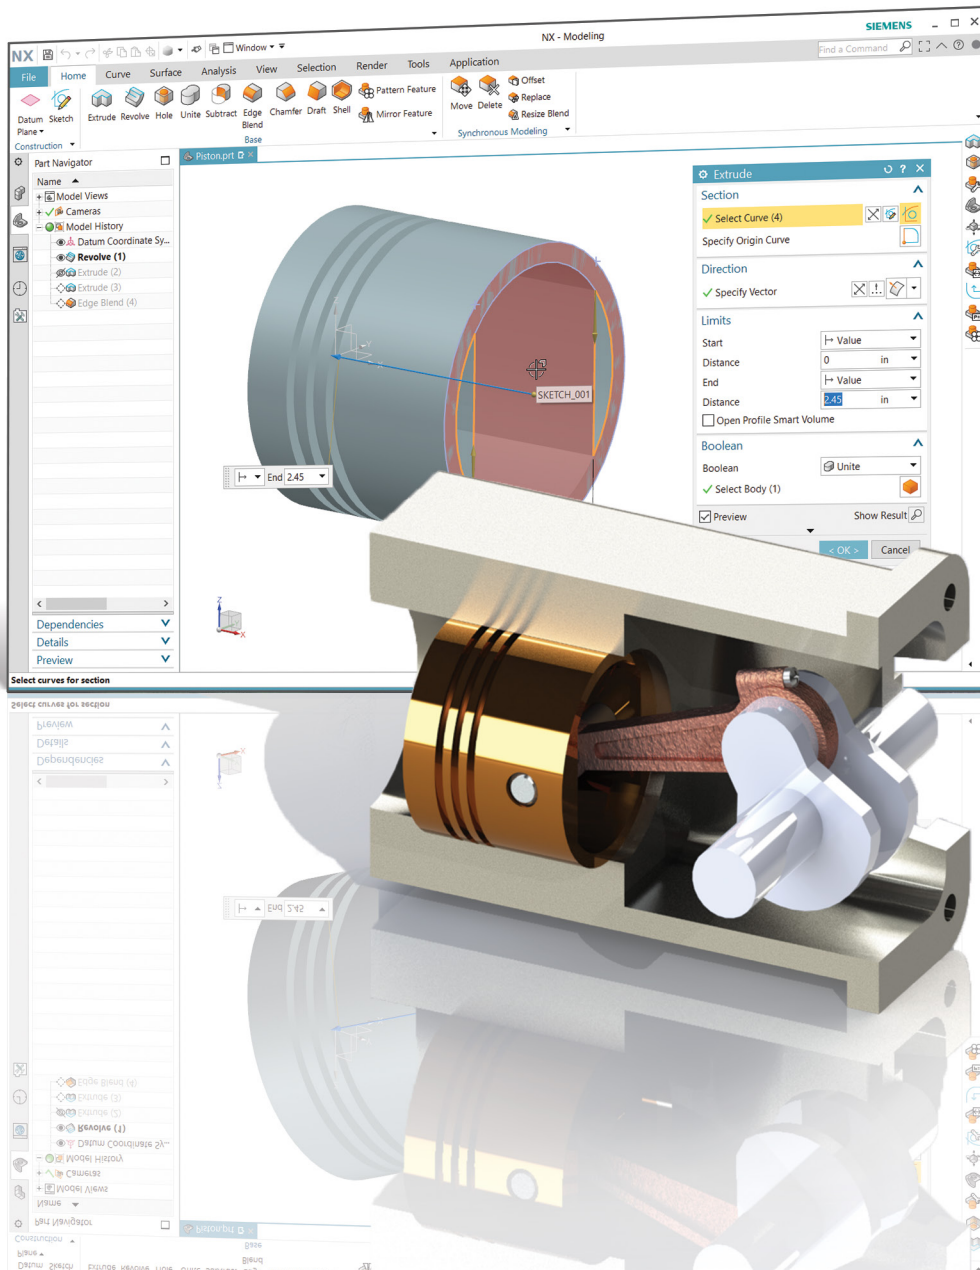 SIEMENS
NX
Window
NX - Modeling
Find a Command
File Home Curve Surface Analysis View Selection Render Tools Application
Datum Plane
Sketch
Construction
Extrude
Revolve
Hole
Unite
Subtract
Edge Blend
Chamfer
Draft
Shell
Pattern Feature
Mirror Feature
Base
Move
Delete
Offset
Replace
Resize Blend
Synchronous Modeling
Part Navigator
Name
Model Views
Cameras
Model History
Datum Coordinate Sy...
Revolve (1)
Extrude (2)
Extrude (3)
Edge Blend (4)
Dependencies
Details
Preview
Select curves for section
Piston.prt
SKETCH_001
End 2.45
Z
X
Extrude
Section
Select Curve (4)
Specify Origin Curve
Direction
Specify Vector
Limits
Start Value
Distance 0 in
End Value
Distance 2.45 in
Open Profile Smart Volume
Boolean
Boolean Unite
Select Body (1)
Preview
Show Result
< OK > Cancel